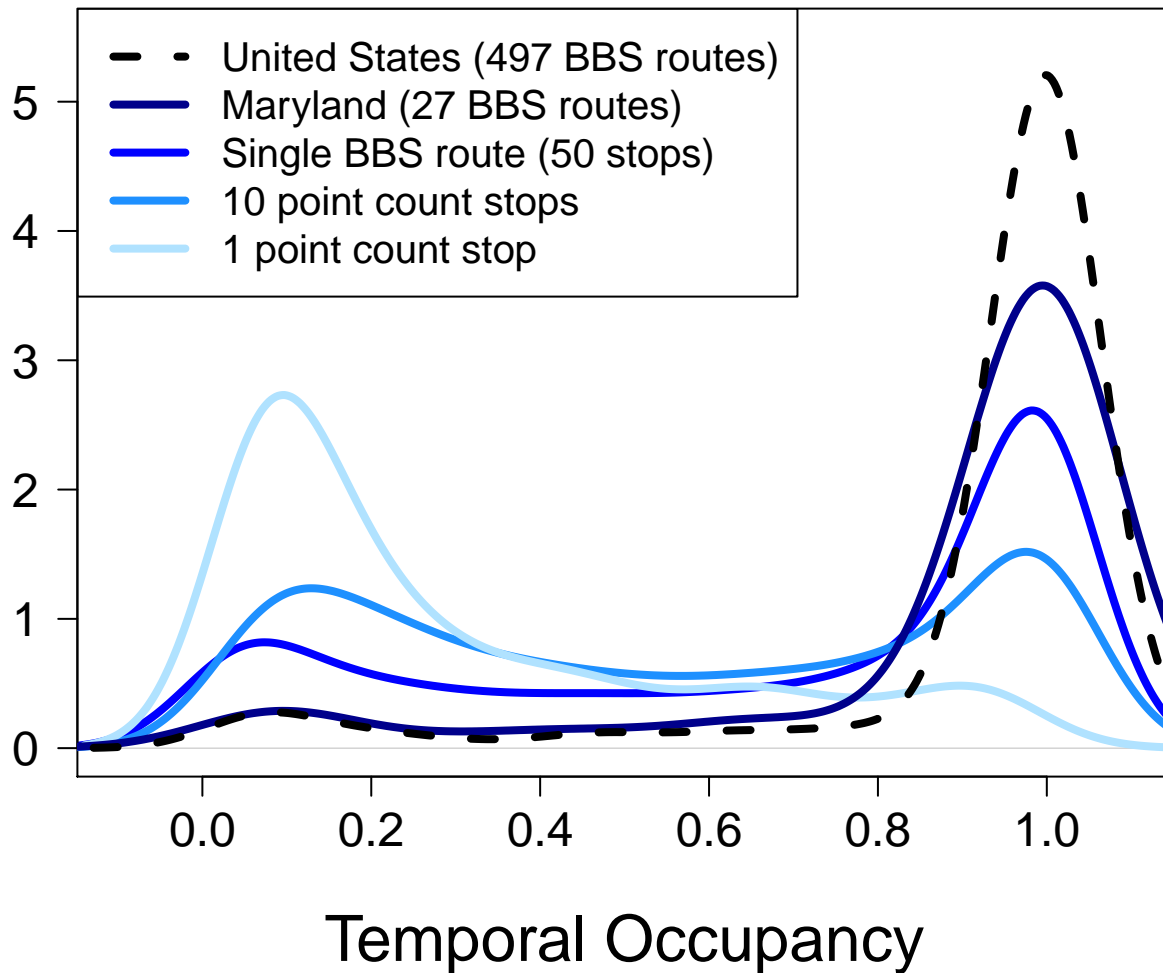 United States (497 BBS routes)
Maryland (27 BBS routes)
Single BBS route (50 stops)
10 point count stops
1 point count stop
5
4
3
2
1
0
0.0 0.2 0.4 0.6 0.8 1.0
Temporal Occupancy